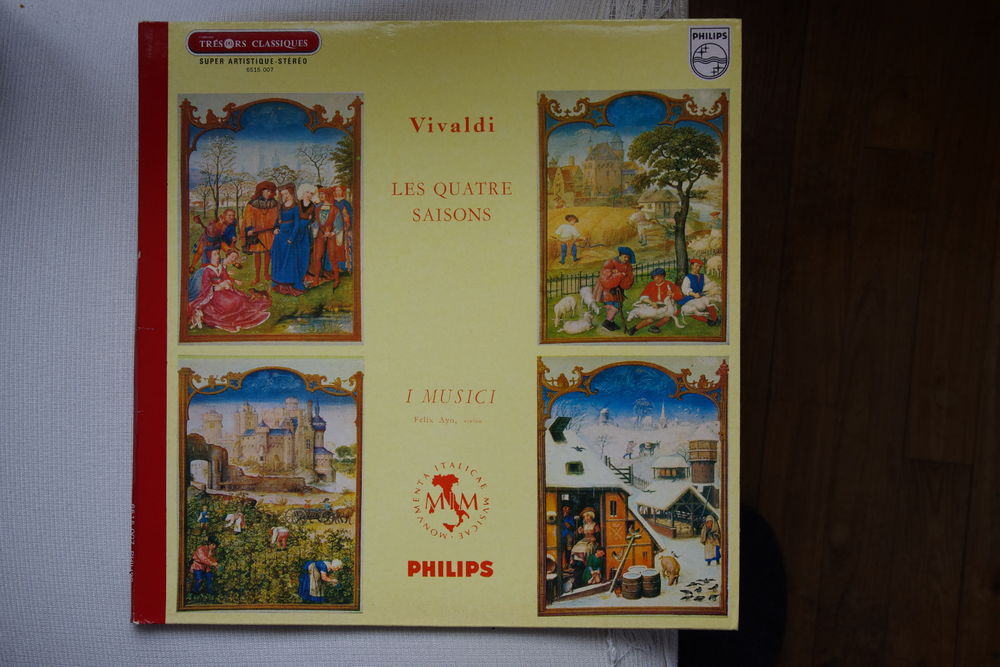 TRÉSORS CLASSIQUES
SUPER ARTISTIQUE-STÉRÉO
6515 007
PHILIPS
Vivaldi
LES QUATRE
SAISONS
I MUSICI
Felix Ayo, violon
MONUMENTA ITALICAE MUSICAE
MIM
PHILIPS